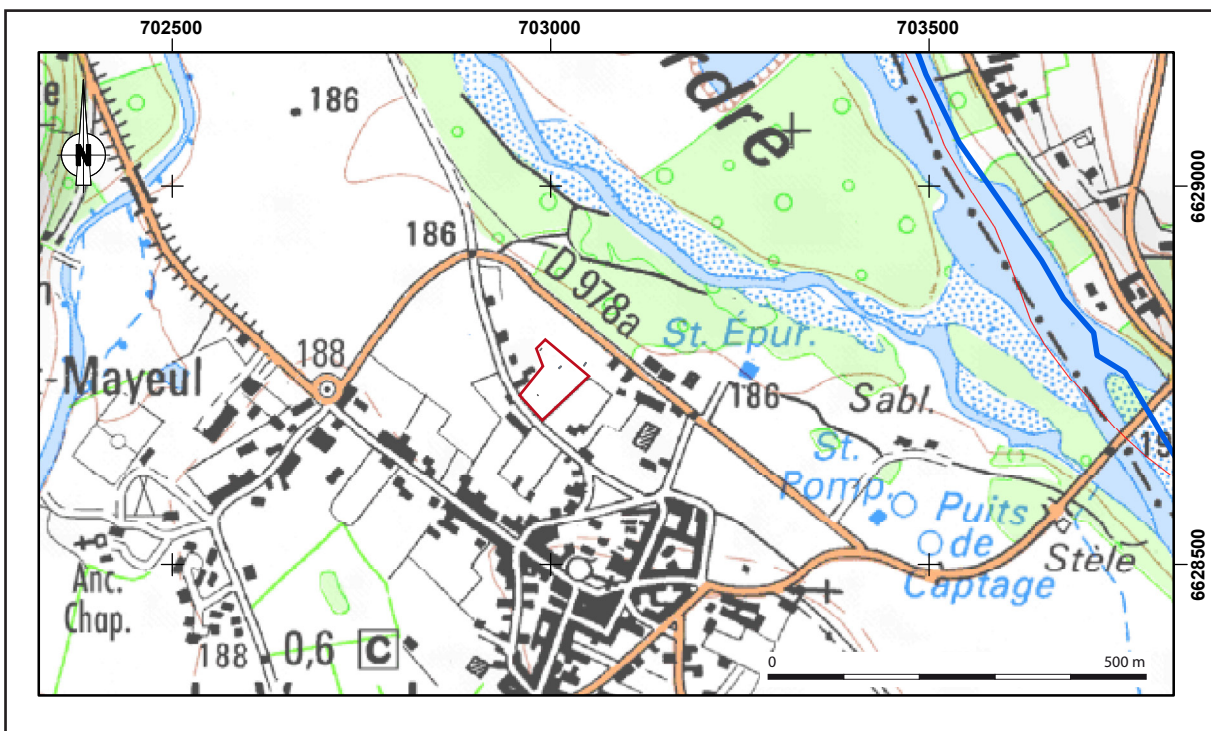 702500 703000 703500
e
186
rdre
N
6629000
186
D 978a
188
St. Épur.
-Mayeul
186
Sabl.
St.
Pomp.
Puits
de
Captage
Stèle
Anc.
Chap.
188
0,6 C
6628500
0 500 m